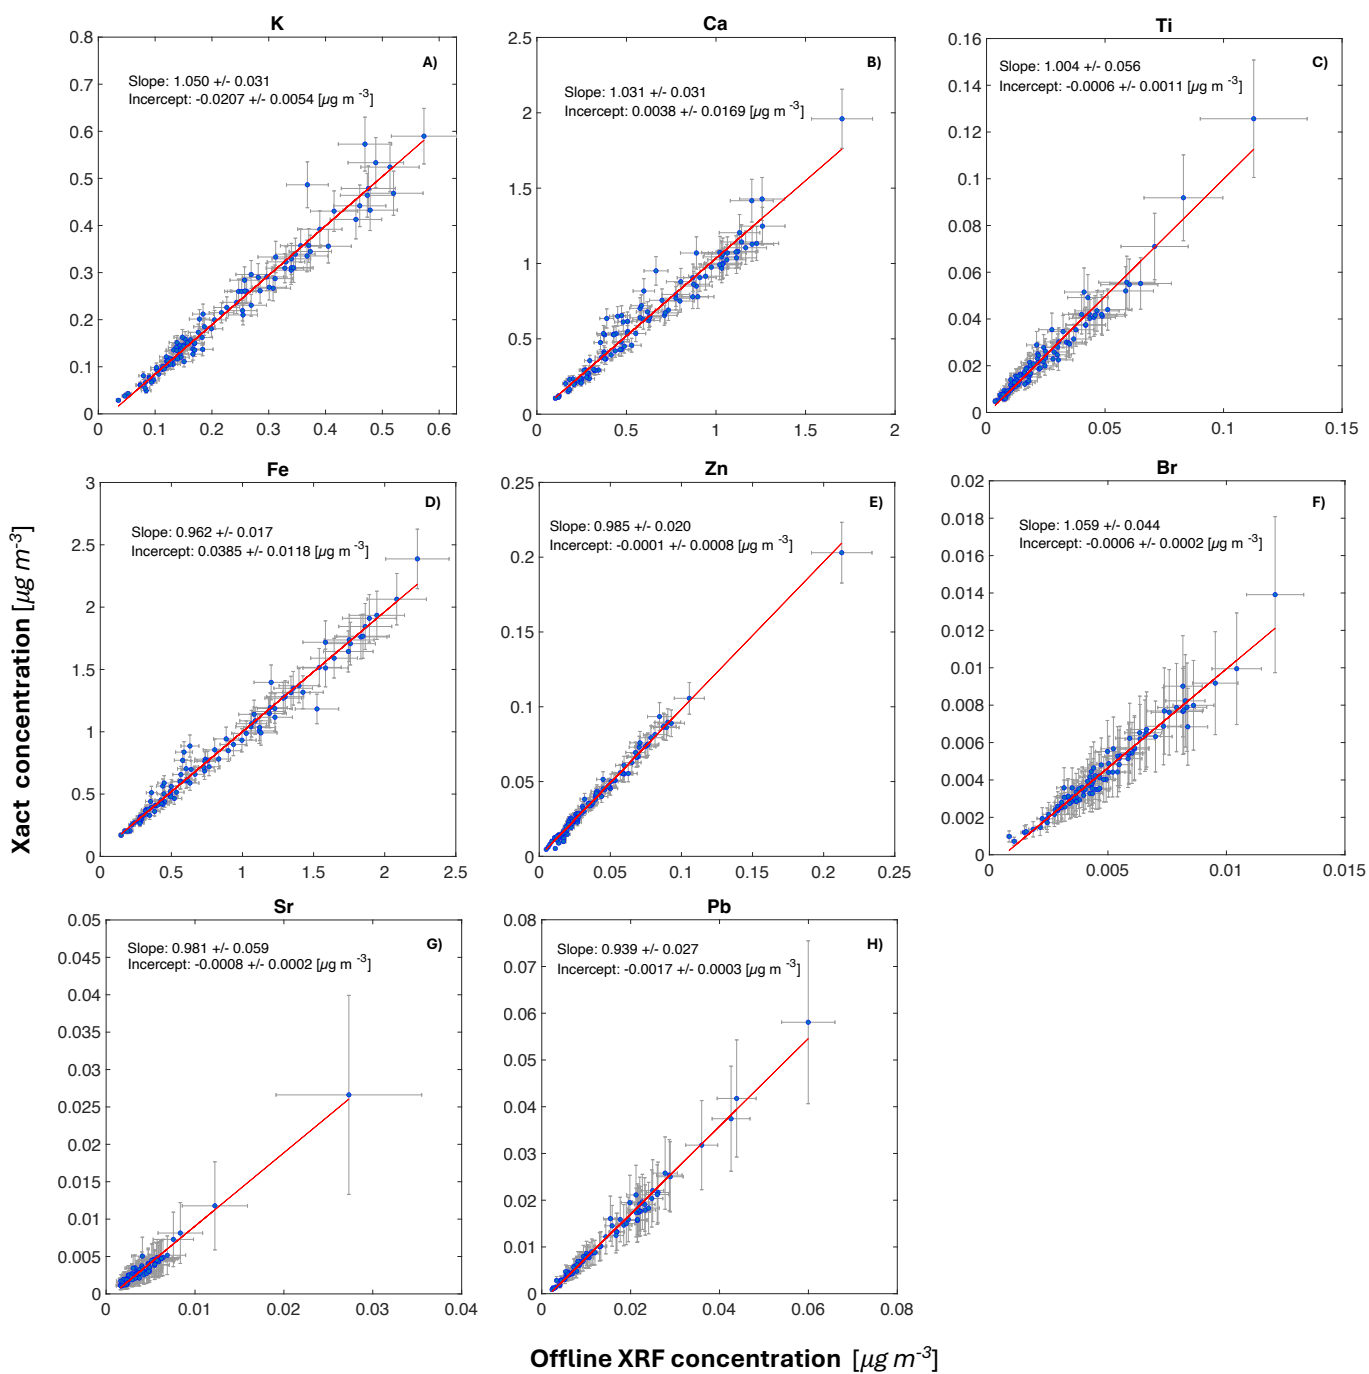 K
A)
Slope: 1.050 +/- 0.031
Incercept: -0.0207 +/- 0.0054 [µg m -3]
0.8
0.7
0.6
0.5
0.4
0.3
0.2
0.1
0
0 0.1 0.2 0.3 0.4 0.5 0.6
Ca
B)
Slope: 1.031 +/- 0.031
Incercept: 0.0038 +/- 0.0169 [µg m -3]
2.5
2
1.5
1
0.5
0
0 0.5 1 1.5 2
Ti
C)
Slope: 1.004 +/- 0.056
Incercept: -0.0006 +/- 0.0011 [µg m -3]
0.16
0.14
0.12
0.1
0.08
0.06
0.04
0.02
0
0 0.05 0.1 0.15
Fe
D)
Slope: 0.962 +/- 0.017
Incercept: 0.0385 +/- 0.0118 [µg m -3]
3
2.5
2
1.5
1
0.5
0
0 0.5 1 1.5 2 2.5
Zn
E)
Slope: 0.985 +/- 0.020
Incercept: -0.0001 +/- 0.0008 [µg m -3]
0.25
0.2
0.15
0.1
0.05
0
0 0.05 0.1 0.15 0.2 0.25
Br
F)
Slope: 1.059 +/- 0.044
Incercept: -0.0006 +/- 0.0002 [µg m -3]
0.02
0.018
0.016
0.014
0.012
0.01
0.008
0.006
0.004
0.002
0
0 0.005 0.01 0.015
Sr
G)
Slope: 0.981 +/- 0.059
Incercept: -0.0008 +/- 0.0002 [µg m -3]
0.05
0.045
0.04
0.035
0.03
0.025
0.02
0.015
0.01
0.005
0
0 0.01 0.02 0.03 0.04
Pb
H)
Slope: 0.939 +/- 0.027
Incercept: -0.0017 +/- 0.0003 [µg m -3]
0.08
0.07
0.06
0.05
0.04
0.03
0.02
0.01
0
0 0.02 0.04 0.06 0.08
Xact concentration [µg m-3]
Offline XRF concentration [µg m-3]